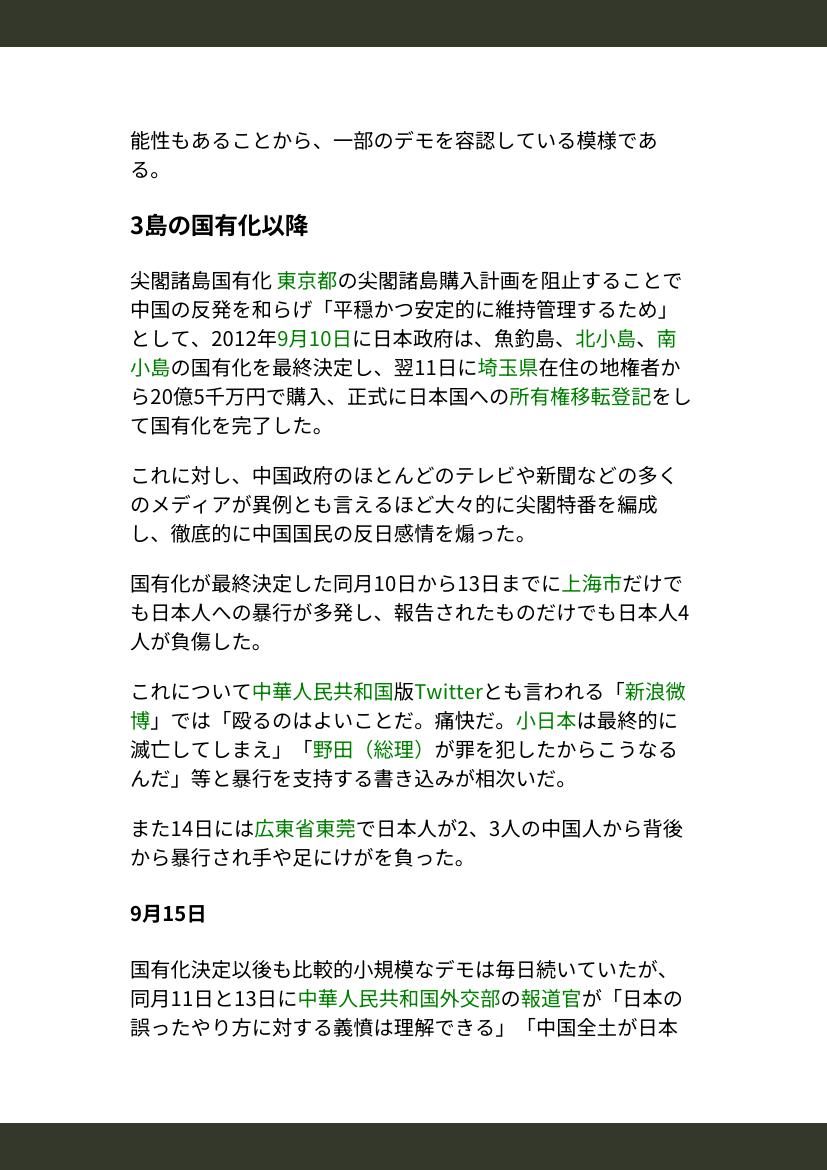 能性もあることから、一部のデモを容認している模様であ
る。
3島の国有化以降
尖閣諸島国有化 東京都の尖閣諸島購入計画を阻止することで
中国の反発を和らげ「平穏かつ安定的に維持管理するため」
として、2012年9月10日に日本政府は、魚釣島、北小島、南
小島の国有化を最終決定し、翌11日に埼玉県在住の地権者か
ら20億5千万円で購入、正式に日本国への所有権移転登記をし
て国有化を完了した。
これに対し、中国政府のほとんどのテレビや新聞などの多く
のメディアが異例とも言えるほど大々的に尖閣特番を編成
し、徹底的に中国国民の反日感情を煽った。
国有化が最終決定した同月10日から13日までに上海市だけで
も日本人への暴行が多発し、報告されたものだけでも日本人4
人が負傷した。
これについて中華人民共和国版Twitterとも言われる「新浪微
博」では「殴るのはよいことだ。痛快だ。小日本は最終的に
滅亡してしまえ」「野田（総理）が罪を犯したからこうなる
んだ」等と暴行を支持する書き込みが相次いだ。
また14日には広東省東莞で日本人が2、3人の中国人から背後
から暴行され手や足にけがを負った。
9月15日
国有化決定以後も比較的小規模なデモは毎日続いていたが、
同月11日と13日に中華人民共和国外交部の報道官が「日本の
誤ったやり方に対する義憤は理解できる」「中国全土が日本